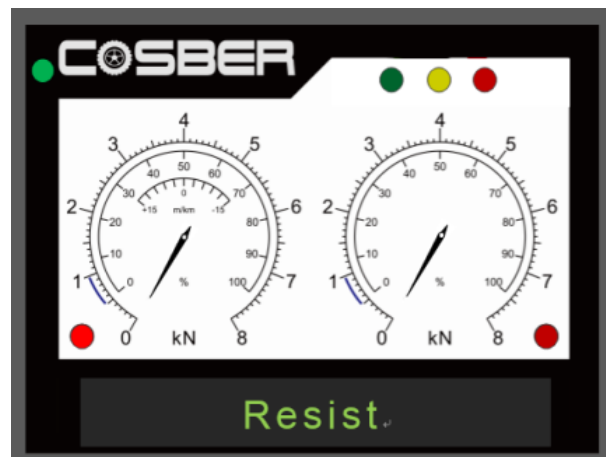 COSBER
4 4
3 5 3 5
50 50
40 60 40 60
0
30 70 30 70
+15 m/km -15
2 6 2 6
20 80 20 80
10 90 10 90
1 7 1 7
0 % 100 0 % 100
0 kN 8 0 kN 8
Resist